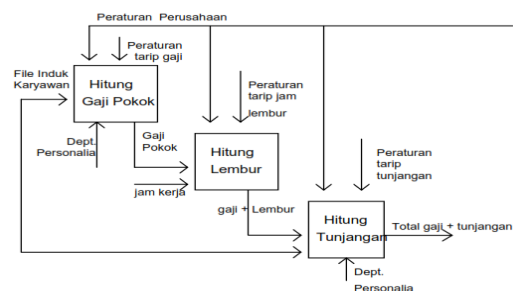 Peraturan Perusahaan
Peraturan
tarip gaji
File Induk
Karyawan
Hitung
Gaji Pokok
Peraturan
tarip jam
lembur
Dept.
Personalia
Gaji
Pokok
Hitung
Lembur
Peraturan
tarip
tunjangan
jam kerja
gaji + Lembur
Hitung
Tunjangan
Total gaji + tunjangan
Dept.
Personalia